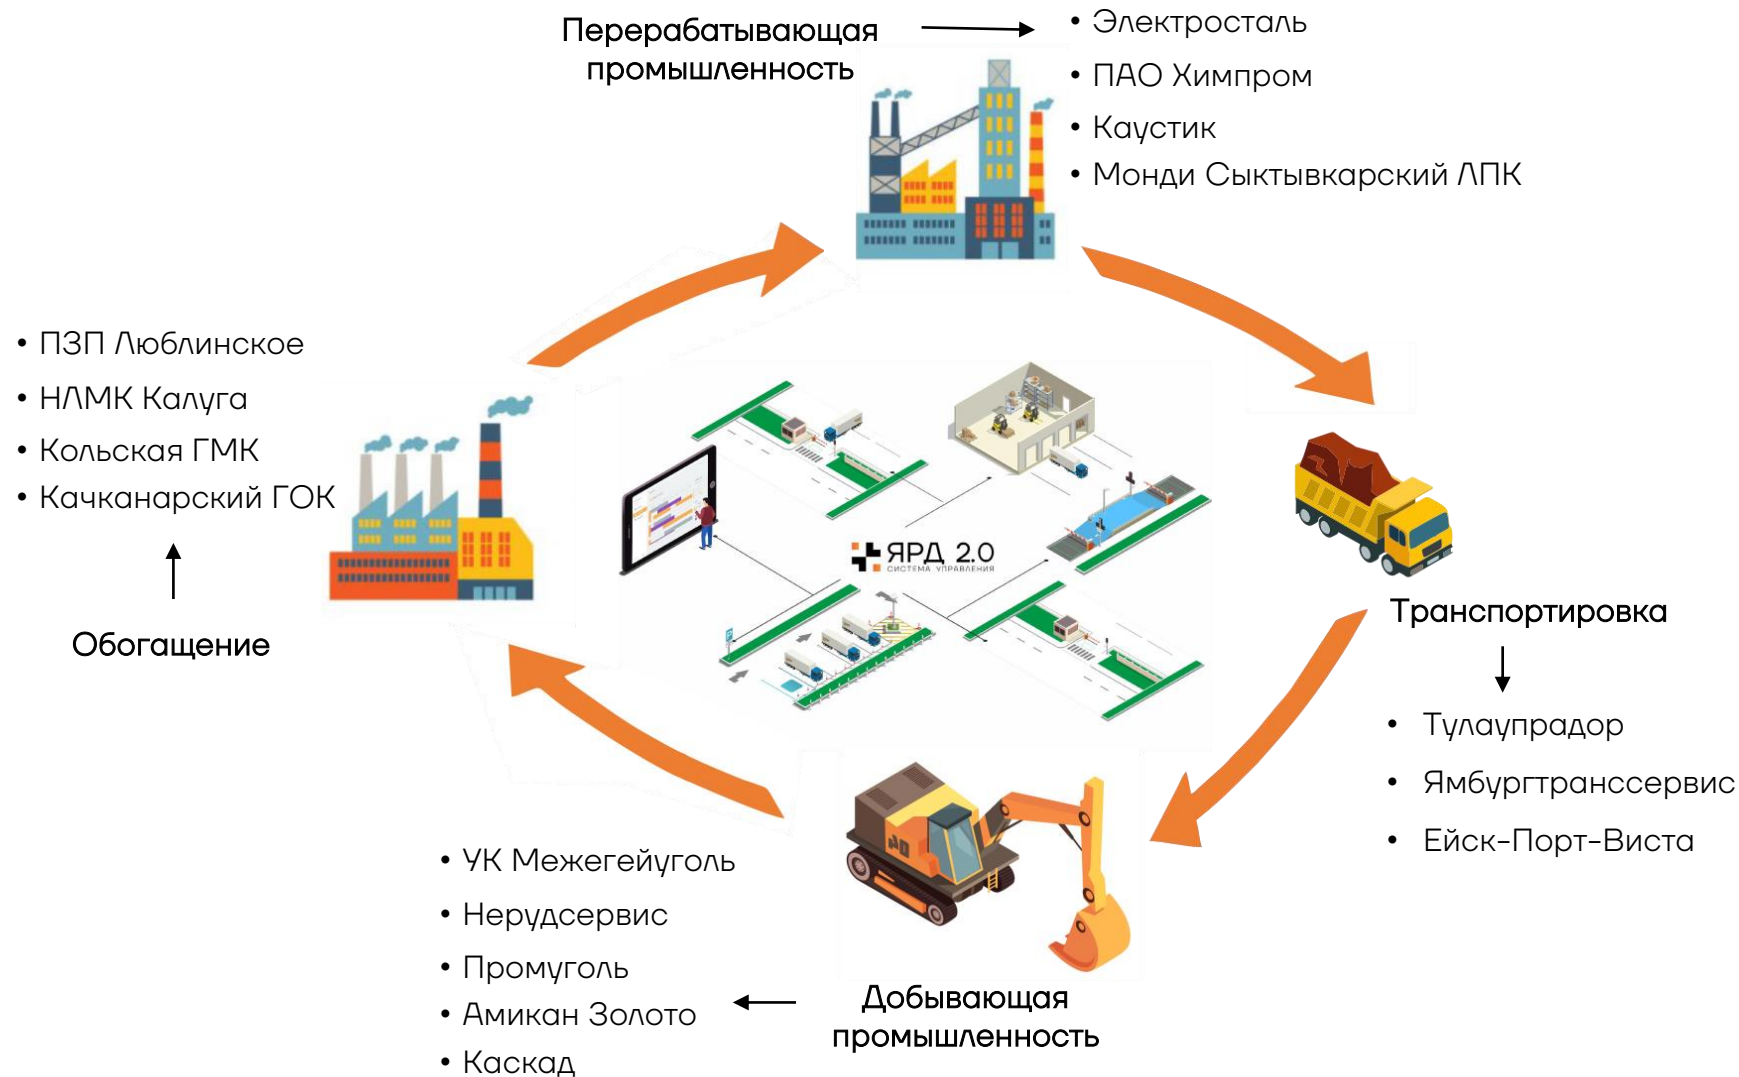 Перерабатывающая
промышленность
• Электросталь
• ПАО Химпром
• Каустик
• Монди Сыктывкарский ЛПК
• ПЗП Люблинское
• НЛМК Калуга
• Кольская ГМК
• Качканарский ГОК
Обогащение
ЯРД 2.0
СИСТЕМА УПРАВЛЕНИЯ
Транспортировка
• Тулаупрадор
• Ямбургтранссервис
• Ейск-Порт-Виста
• УК Межегейуголь
• Нерудсервис
• Промуголь
• Амикан Золото
• Каскад
Добывающая
промышленность